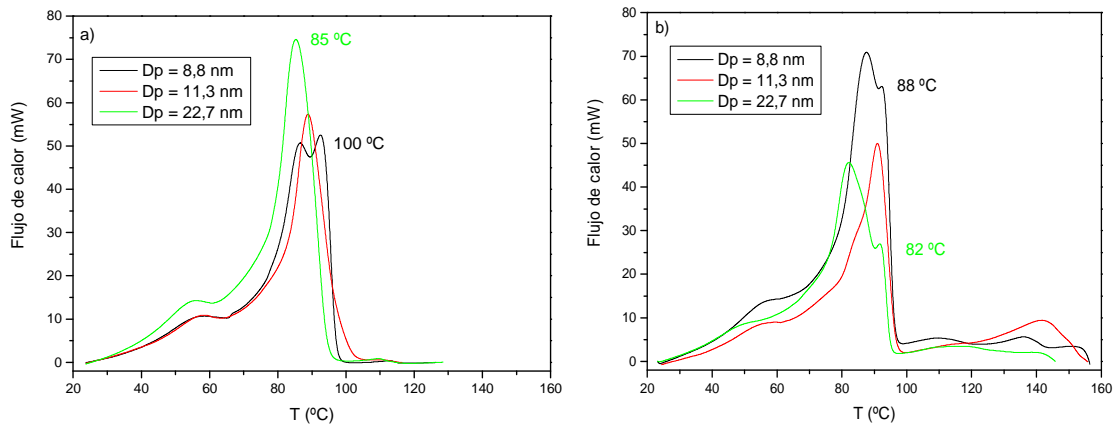 a)
85 ºC
Dp = 8,8 nm
Dp = 11,3 nm
Dp = 22,7 nm
100 ºC
Flujo de calor (mW)
80
70
60
50
40
30
20
10
0
20 40 60 80 100 120 140 160
T (ºC)
b)
Dp = 8,8 nm
Dp = 11,3 nm
Dp = 22,7 nm
88 ºC
82 ºC
Flujo de calor (mW)
80
70
60
50
40
30
20
10
0
20 40 60 80 100 120 140 160
T (ºC)